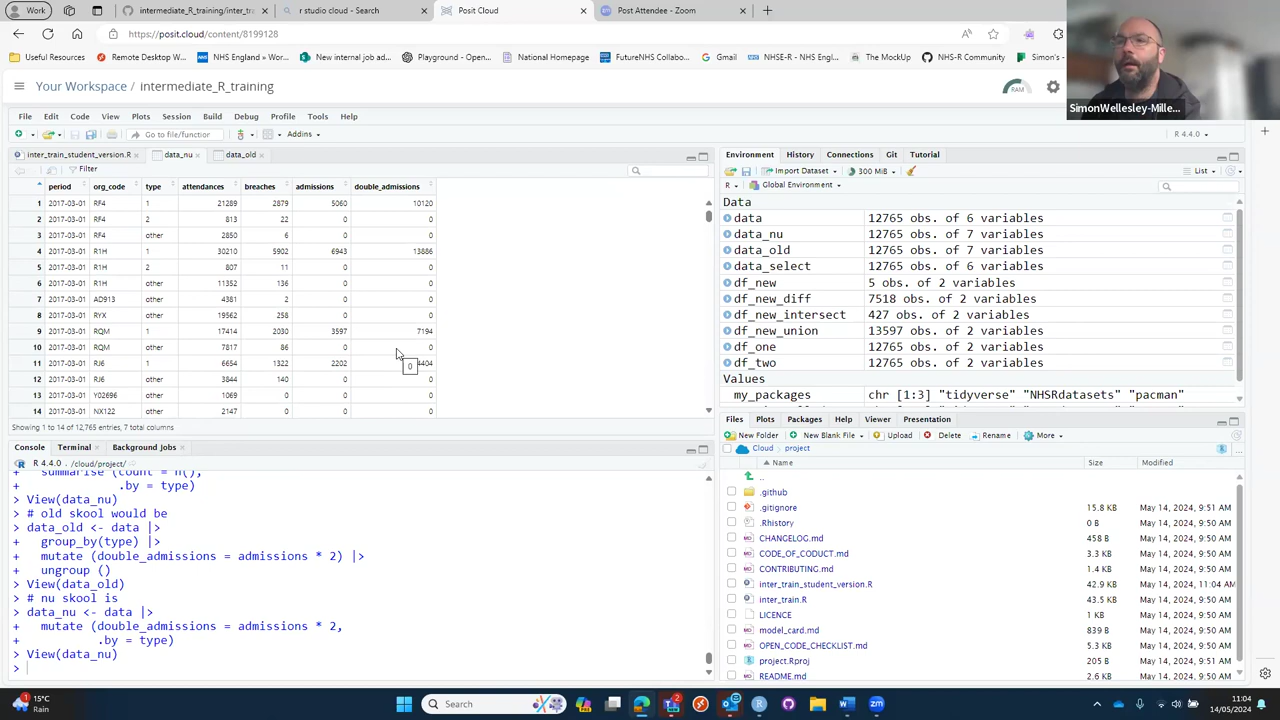 Work
intermediate_R_training/inter_tra
r studio cloud - Search
Posit Cloud
Post Attendee - Zoom
https://posit.cloud/content/8199128
Useful Resources
Remote Desktop W...
NHS England > Wor...
New internal job ad...
Playground - Open...
National Homepage
FutureNHS Collabo...
Gmail
NHSE-R - NHS Engl...
The MockUp
NHS-R Community
Simon's
Your Workspace / intermediate_R_training
RAM
SimonWellesley-Mille...
File Edit Code View Plots Session Build Debug Profile Tools Help
Go to file/function
Addins
R 4.4.0
inter_train_student_version.R
data_nu
data_old
Filter
period org_code type attendances breaches admissions double_admissions
1 2017-03-01 RF4 1 21289 2879 5060 10120
2 2017-03-01 RF4 2 813 22 0 0
3 2017-03-01 RF4 other 2850 6 0 0
4 2017-03-01 R1H 1 30210 5902 6943 13886
5 2017-03-01 R1H 2 807 11 0 0
6 2017-03-01 R1H other 11352 136 0 0
7 2017-03-01 AD913 other 4381 2 0 0
8 2017-03-01 RYX other 19562 258 0 0
9 2017-03-01 RQM 1 17414 2030 3597 7194
10 2017-03-01 RQM other 7817 86 0 0
11 2017-03-01 RJ6 1 6654 1322 2202 4404
0
12 2017-03-01 RJ6 other 3844 140 0 0
13 2017-03-01 Y02696 other 1069 0 0 0
14 2017-03-01 NX122 other 2147 0 0 0
Showing 1 to 14 of 12,765 entries, 7 total columns
Console Terminal Background Jobs
R 4.4.0 · /cloud/project/
+ summarise (count = n(),
+ .by = type)
> View(data_nu)
> # old skool would be
> data_old <- data |>
+ group_by(type) |>
+ mutate (double_admissions = admissions * 2) |>
+ ungroup ()
> View(data_old)
> # nu skool is
> data_nu <- data |>
+ mutate (double_admissions = admissions * 2,
+ .by = type)
> View(data_nu)
>
Environment History Connections Git Tutorial
Import Dataset 300 MiB List
R Global Environment
Data
data 12765 obs. of 6 variables
data_nu 12765 obs. of 7 variables
data_old 12765 obs. of 7 variables
data_select 12765 obs. of 6 variables
df_new 5 obs. of 2 variables
df_new_diff 7518 obs. of 2 variables
df_new_intersect 427 obs. of 2 variables
df_new_union 13597 obs. of 2 variables
df_one 12765 obs. of 2 variables
df_two 12765 obs. of 2 variables
Values
my_packages chr [1:3] "tidyverse" "NHSRdatasets" "pacman"
Files Plots Packages Help Viewer Presentation
New Folder New Blank File Upload Delete Rename More
Cloud project
Name Size Modified
..
.github
.gitignore 15.8 KB May 14, 2024, 9:51 AM
.Rhistory 0 B May 14, 2024, 9:51 AM
CHANGELOG.md 458 B May 14, 2024, 9:50 AM
CODE_OF_CODUCT.md 3.3 KB May 14, 2024, 9:50 AM
CONTRIBUTING.md 1.4 KB May 14, 2024, 9:50 AM
inter_train_student_version.R 42.9 KB May 14, 2024, 11:04 AM
inter_train.R 43.5 KB May 14, 2024, 9:50 AM
LICENCE 1 KB May 14, 2024, 9:50 AM
model_card.md 839 B May 14, 2024, 9:50 AM
OPEN_CODE_CHECKLIST.md 5.3 KB May 14, 2024, 9:50 AM
project.Rproj 205 B May 14, 2024, 9:50 AM
README.md 2.6 KB May 14, 2024, 9:50 AM
15°C
Rain
Search
11:04
14/05/2024